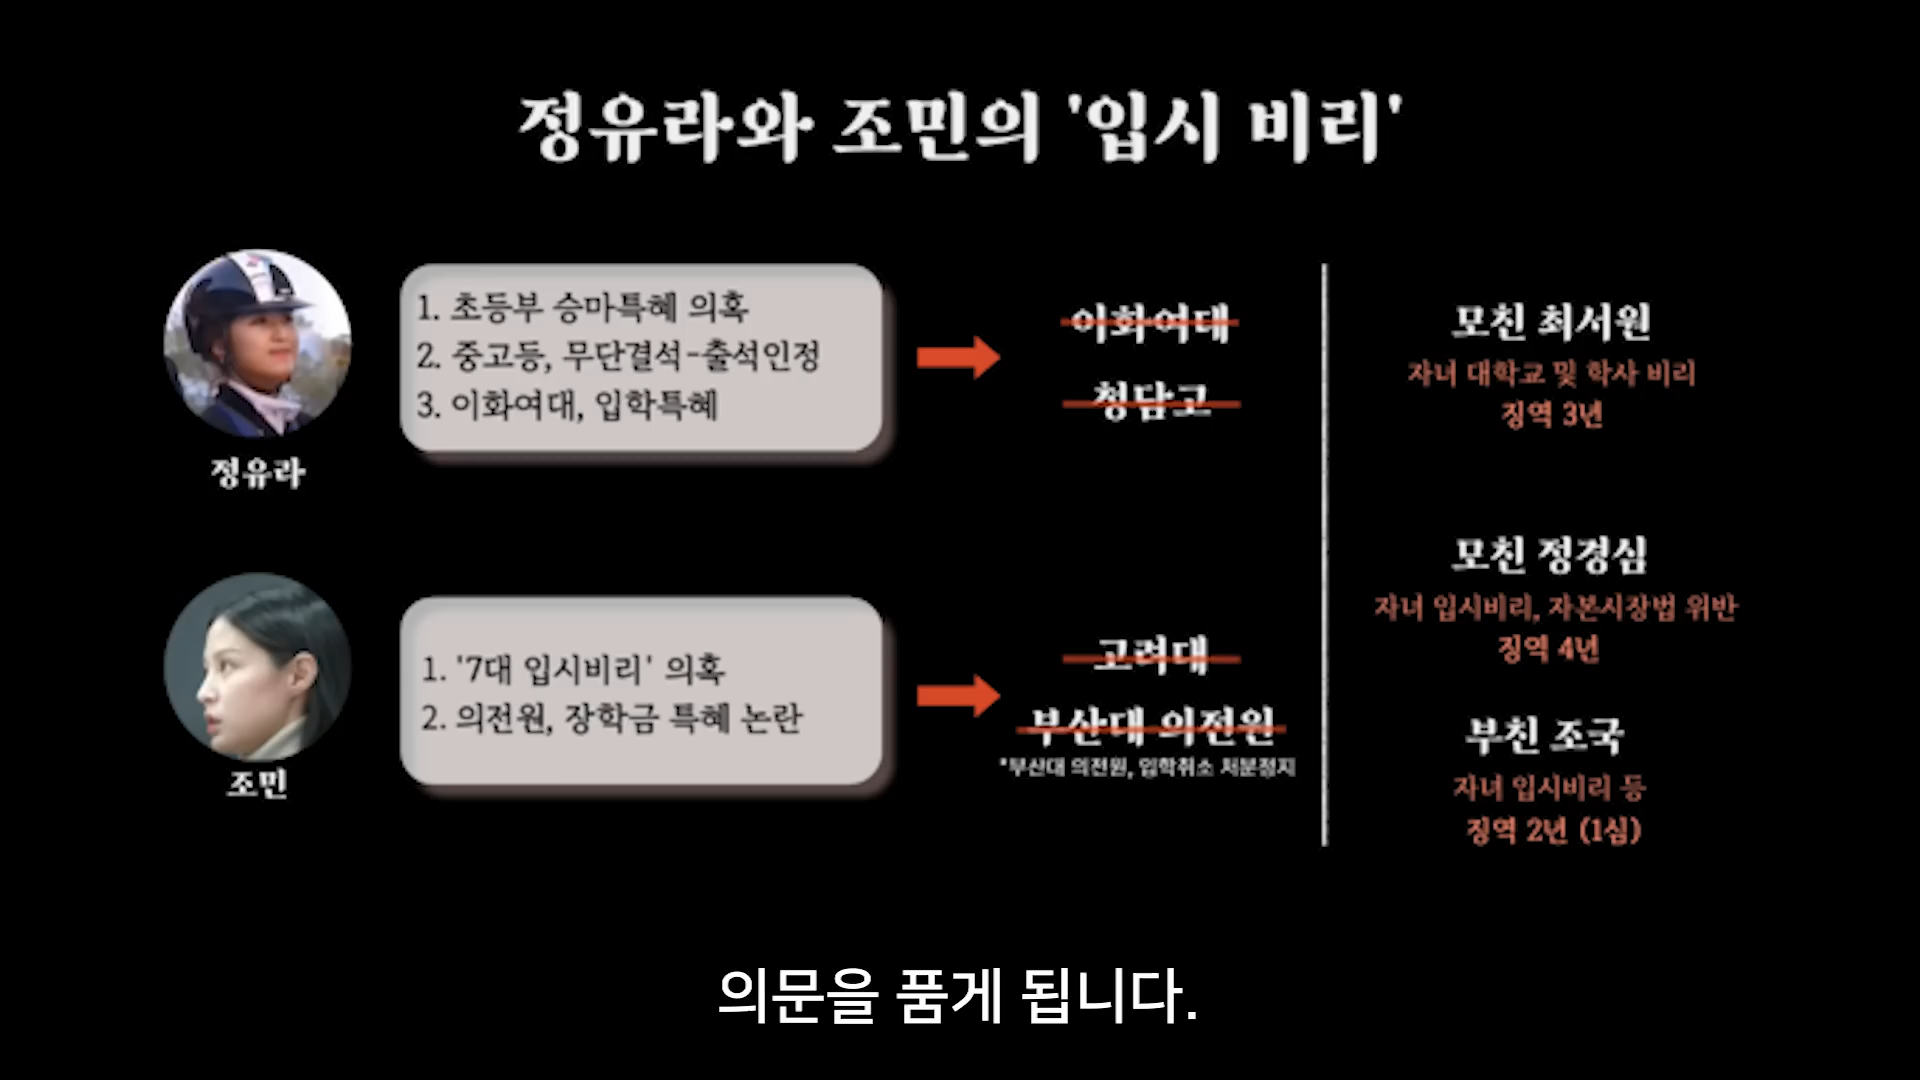 정유라와 조민의 '입시 비리'
정유라
1. 초등부 승마특혜 의혹
2. 중고등, 무단결석-출석인정
3. 이화여대, 입학특혜
이화여대
청담고
모친 최서원
자녀 대학교 및 학사 비리
징역 3년
조민
1. '7대 입시비리' 의혹
2. 의전원, 장학금 특혜 논란
고려대
부산대 의전원
*부산대 의전원, 입학취소 처분정지
모친 정경심
자녀 입시비리, 자본시장법 위반
징역 4년
부친 조국
자녀 입시비리 등
징역 2년 (1심)
의문을 품게 됩니다.